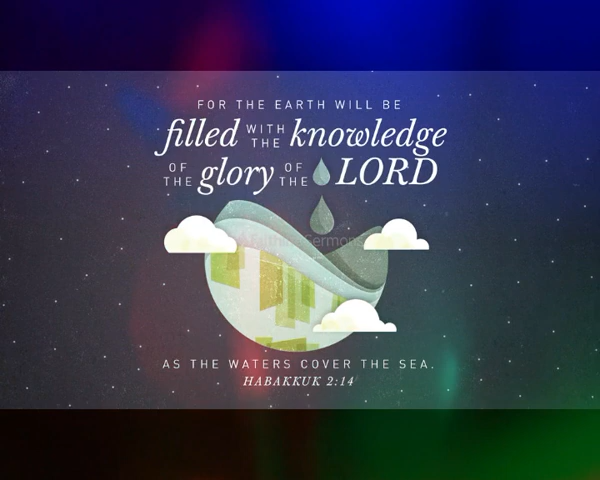 FOR THE EARTH WILL BE
filled WITH THE knowledge
OF THE glory OF THE LORD
AS THE WATERS COVER THE SEA.
HABAKKUK 2:14